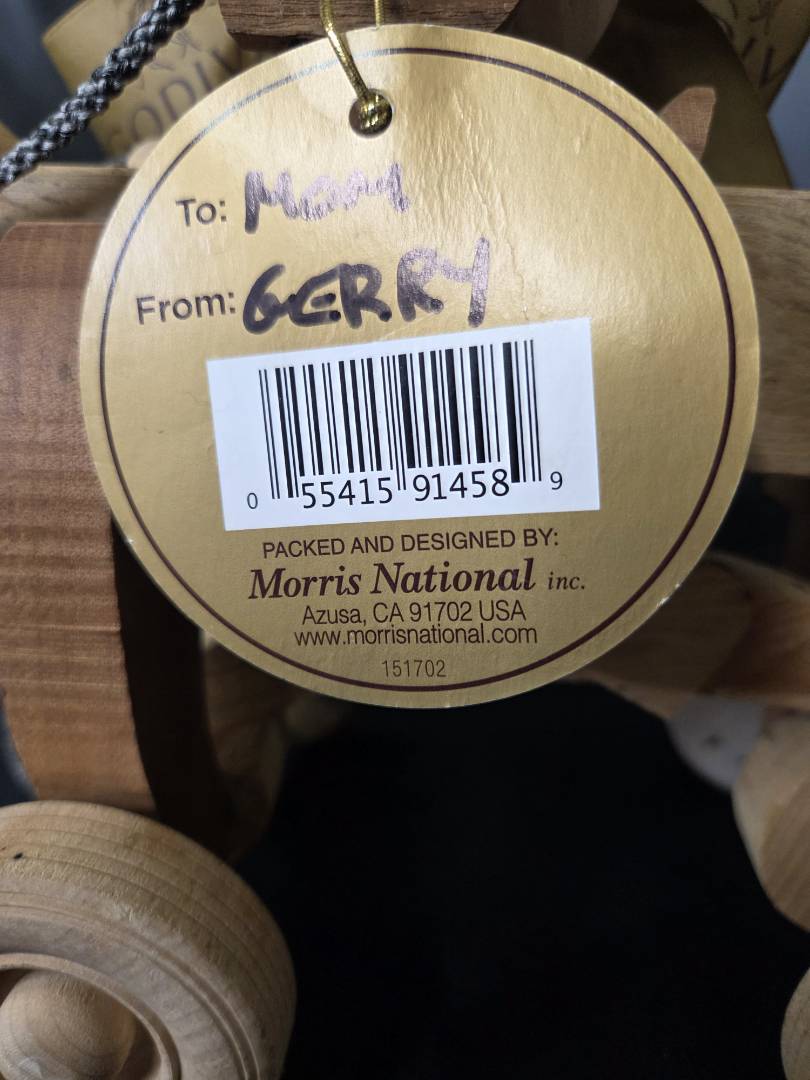 To: Mom
From: GERRY
0 55415 91458 9
PACKED AND DESIGNED BY:
Morris National inc.
Azusa, CA 91702 USA
www.morrisnational.com
151702